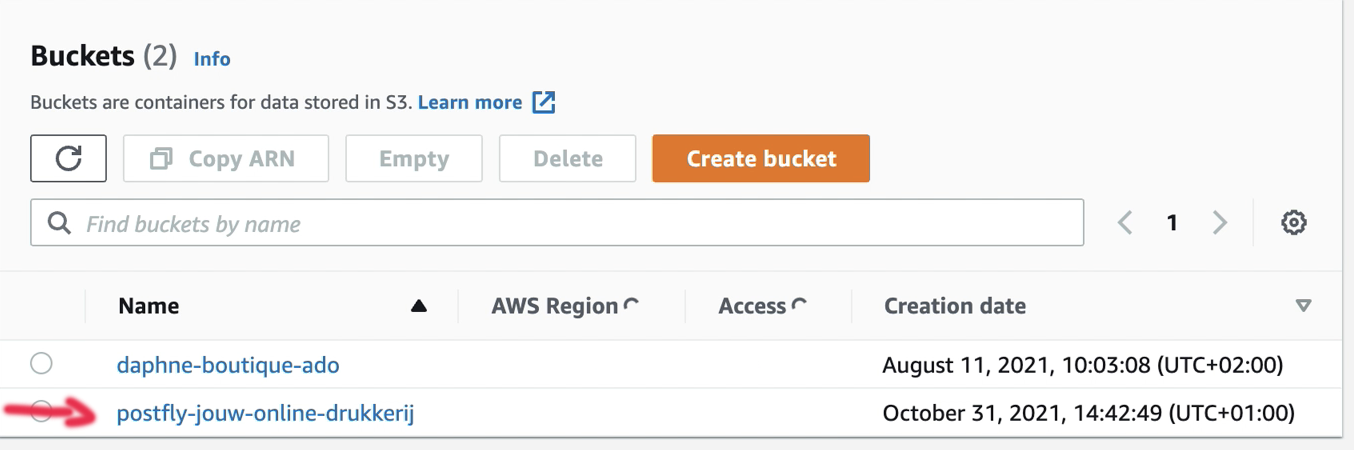 Buckets (2) Info
Buckets are containers for data stored in S3. Learn more
Copy ARN Empty Delete Create bucket
Find buckets by name 1
Name AWS Region Access Creation date
daphne-boutique-ado August 11, 2021, 10:03:08 (UTC+02:00)
postfly-jouw-online-drukkerij October 31, 2021, 14:42:49 (UTC+01:00)